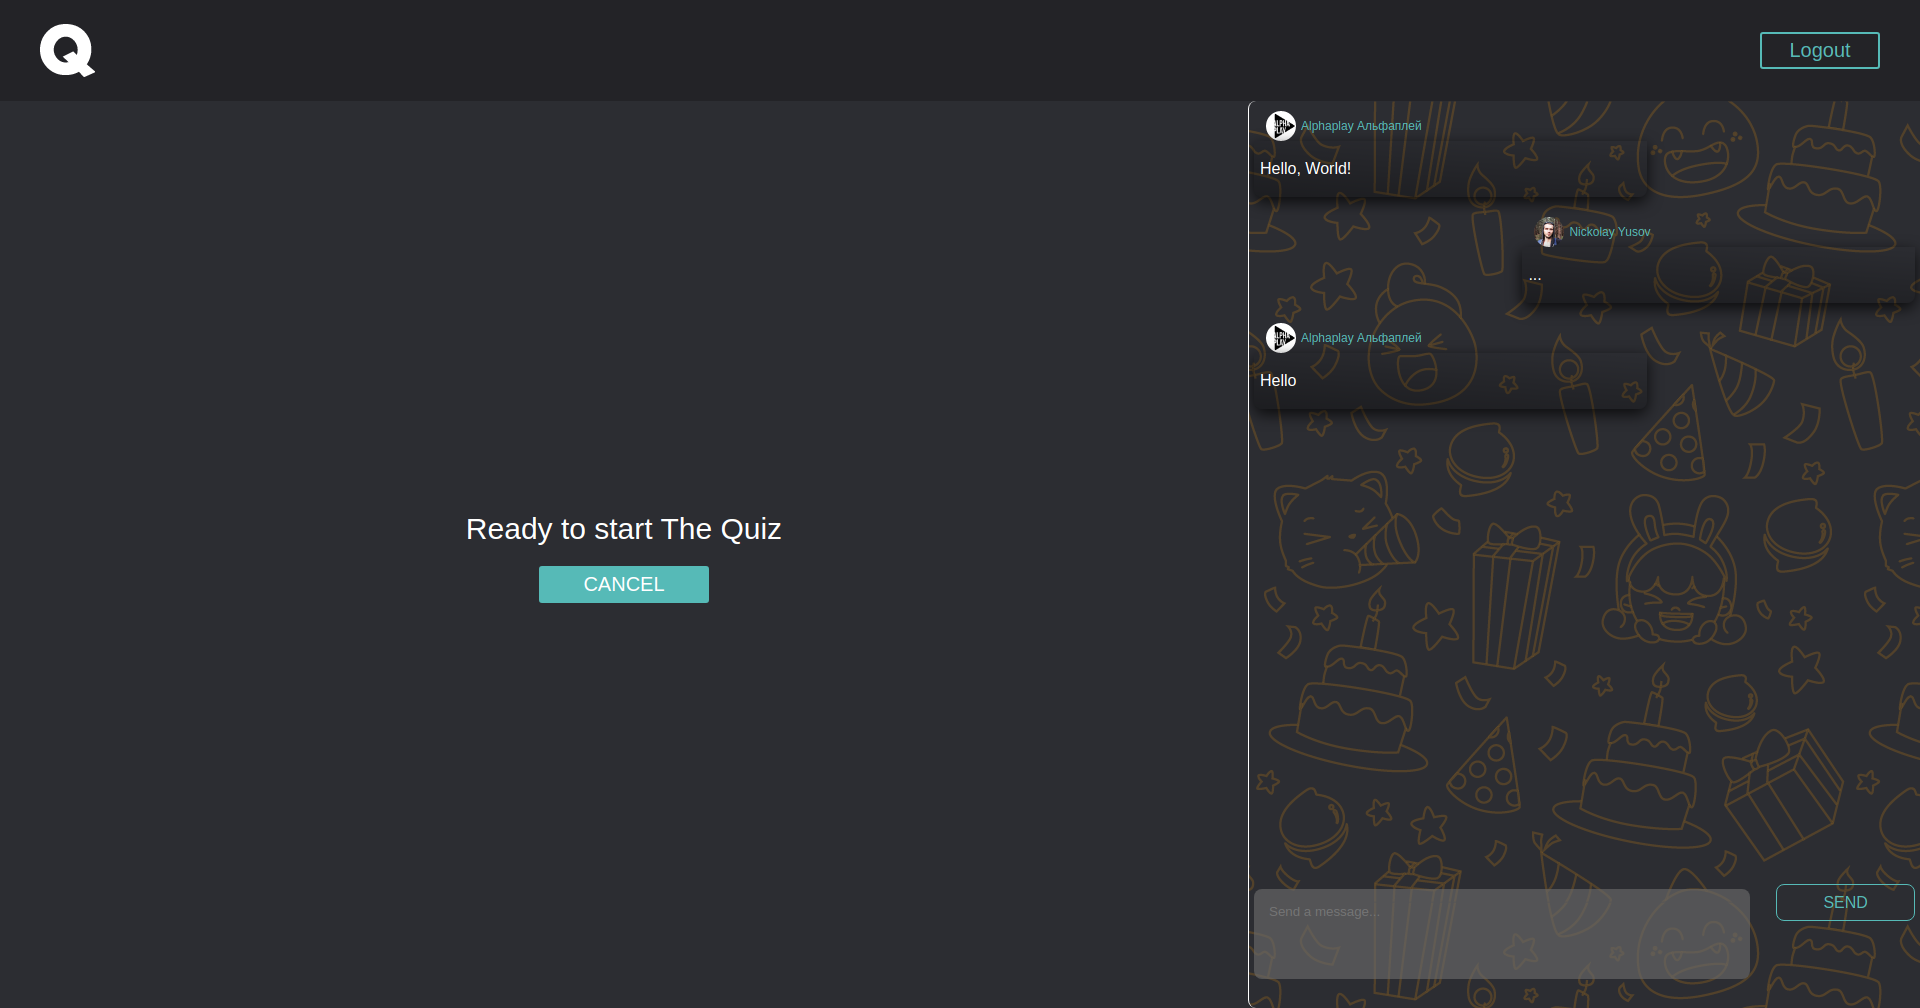 Q
Logout
Alphaplay Альфаплей
Hello, World!
Nickolay Yusov
...
Alphaplay Альфаплей
Hello
Ready to start The Quiz
CANCEL
Send a message...
SEND